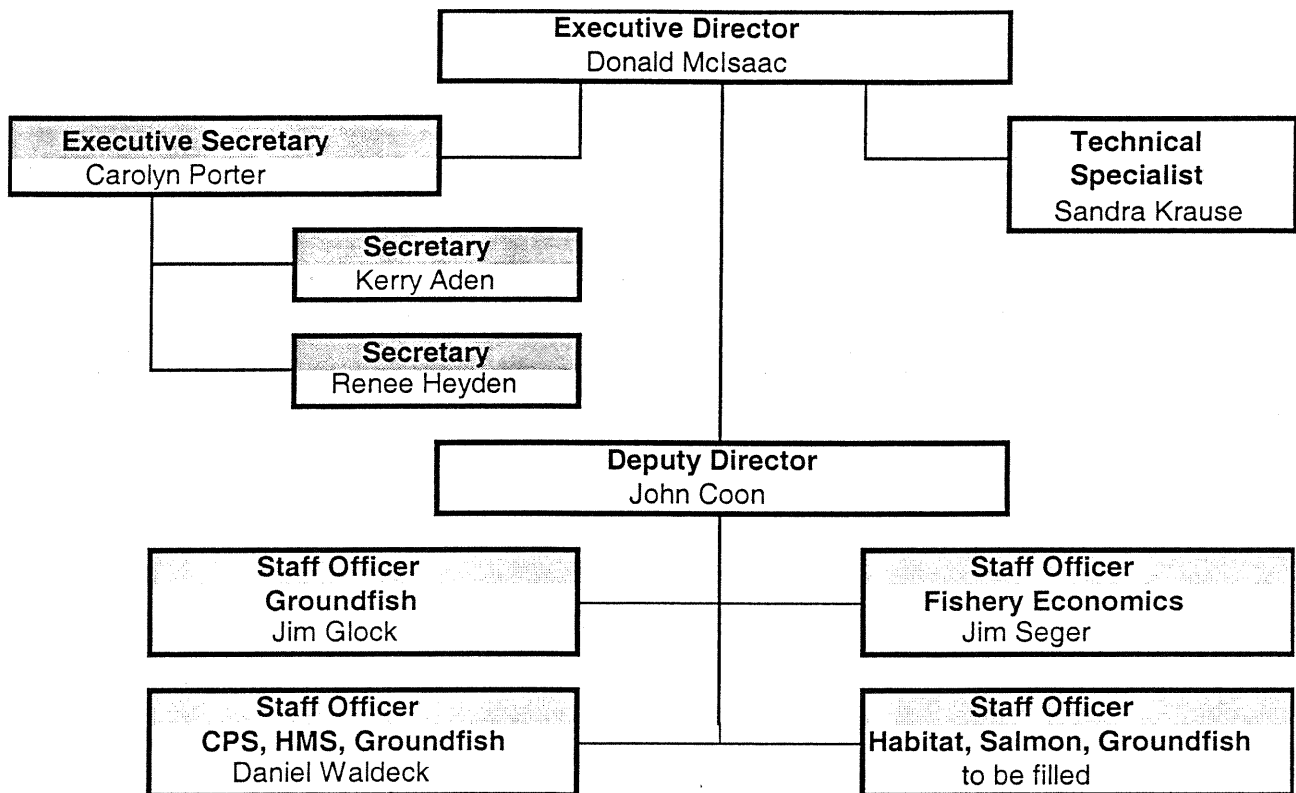 Executive Director
Donald McIsaac
Executive Secretary
Carolyn Porter
Technical
Specialist
Sandra Krause
Secretary
Kerry Aden
Secretary
Renee Heyden
Deputy Director
John Coon
Staff Officer
Groundfish
Jim Glock
Staff Officer
Fishery Economics
Jim Seger
Staff Officer
CPS, HMS, Groundfish
Daniel Waldeck
Staff Officer
Habitat, Salmon, Groundfish
to be filled